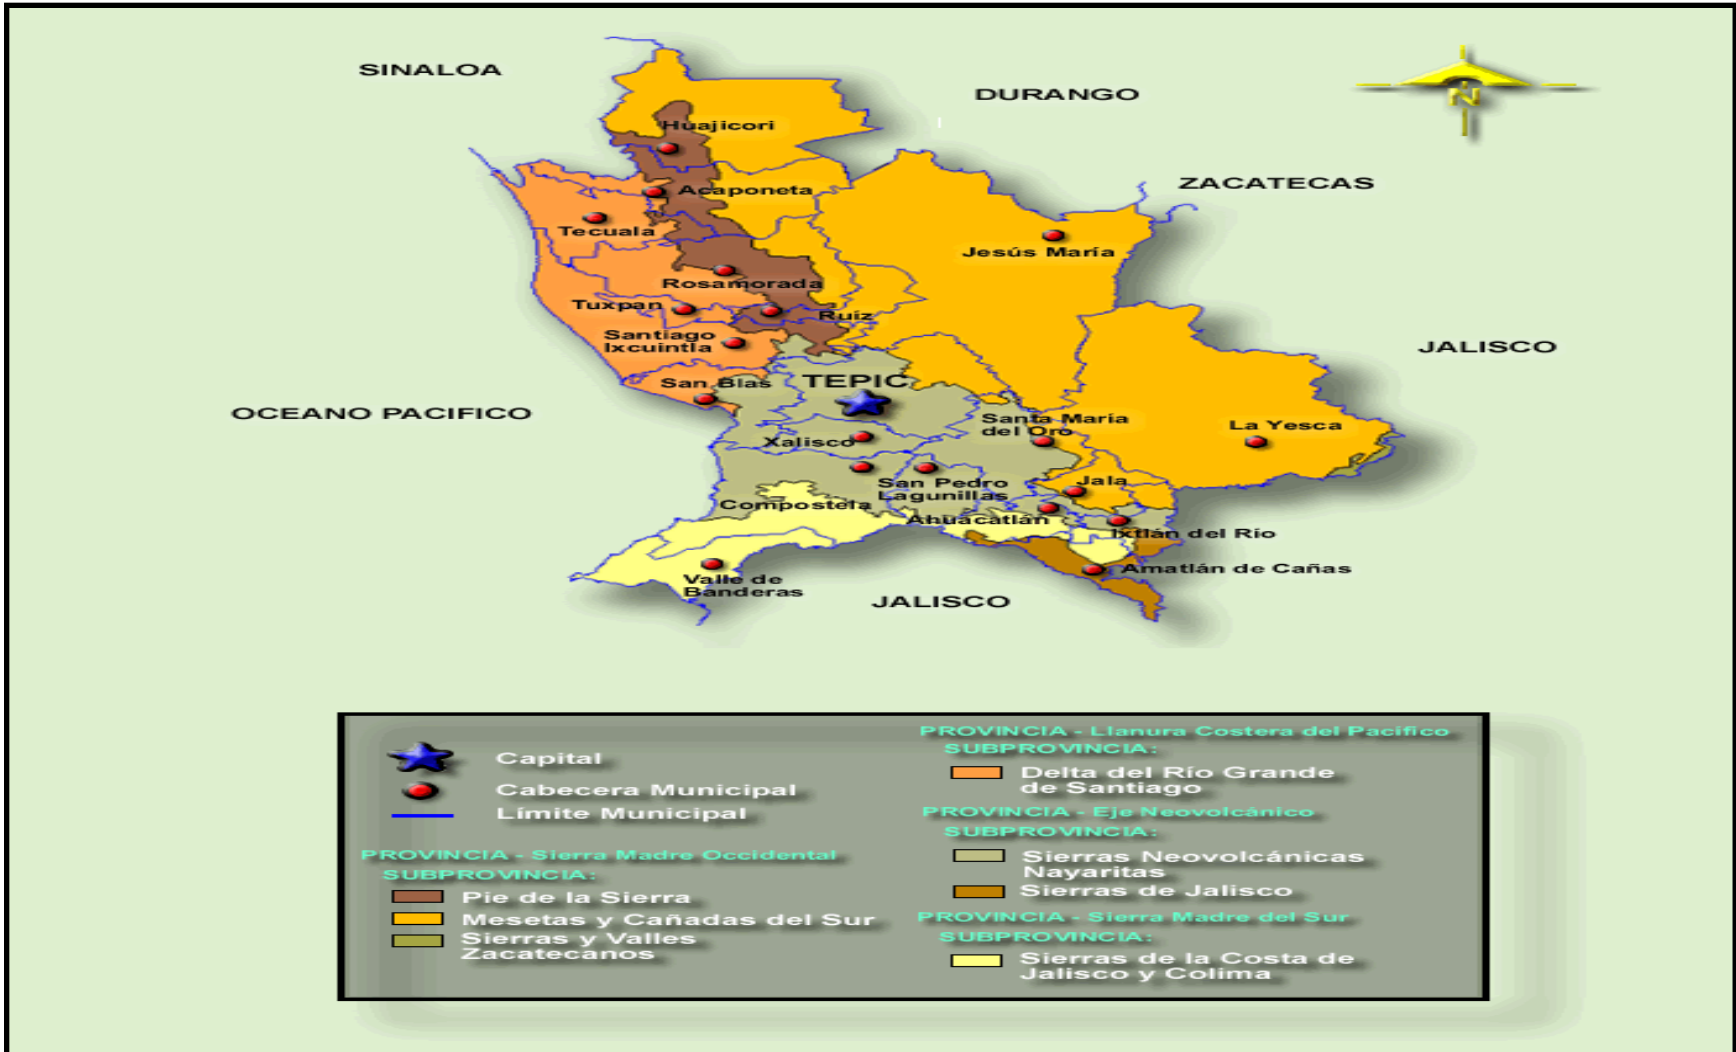 SINALOA
DURANGO
N
ZACATECAS
Huajicori
Acaponeta
Tecuala
Jesús María
Rosamorada
Tuxpan
Ruíz
Santiago
Ixcuintla
JALISCO
San Blas
TEPIC
OCEANO PACIFICO
Santa María
del Oro
La Yesca
Xalisco
San Pedro
Lagunillas
Jala
Compostela
Ahuacatlán
Ixtlán del Río
Amatlán de Cañas
Valle de
Banderas
JALISCO
Capital
Cabecera Municipal
Límite Municipal
PROVINCIA - Sierra Madre Occidental
SUBPROVINCIA:
Pie de la Sierra
Mesetas y Cañadas del Sur
Sierras y Valles
Zacatecanos
PROVINCIA - Llanura Costera del Pacifico
SUBPROVINCIA:
Delta del Río Grande
de Santiago
PROVINCIA - Eje Neovolcánico
SUBPROVINCIA:
Sierras Neovolcánicas
Nayaritas
Sierras de Jalisco
PROVINCIA - Sierra Madre del Sur
SUBPROVINCIA:
Sierras de la Costa de
Jalisco y Colima